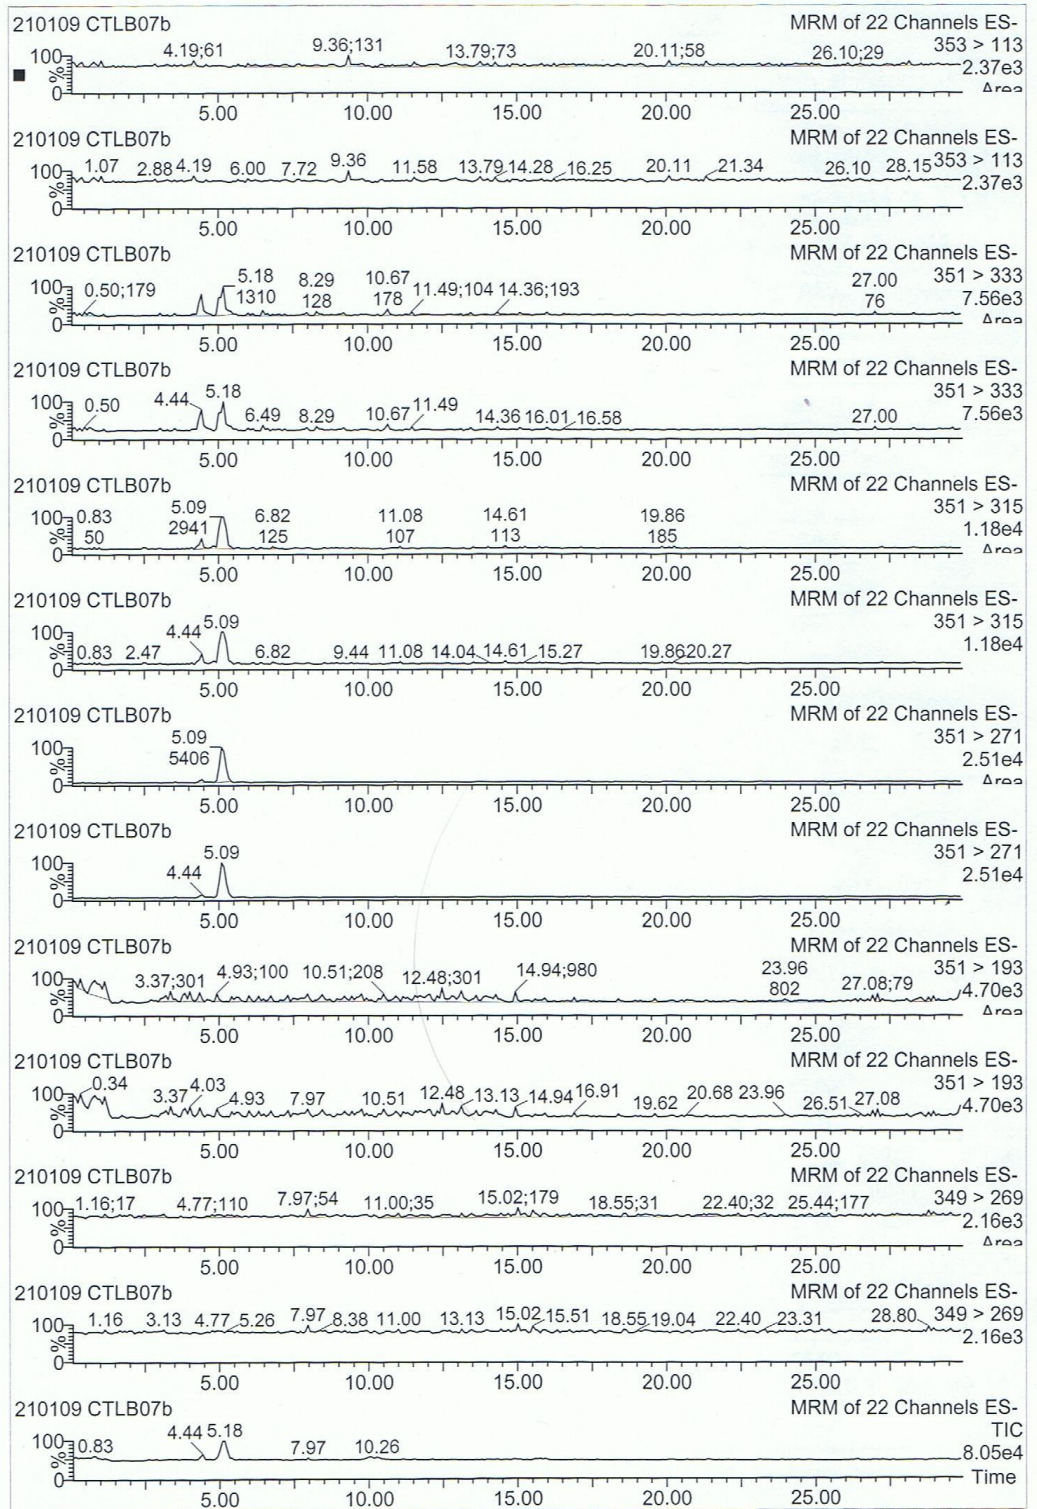 210109 CTLB07b MRM of 22 Channels ES-
353 > 113
4.19;61 9.36;131 13.79;73 20.11;58 26.10;29
100
%
0
2.37e3
Area
5.00 10.00 15.00 20.00 25.00
210109 CTLB07b MRM of 22 Channels ES-
353 > 113
1.07 2.88 4.19 6.00 7.72 9.36 11.58 13.79 14.28 16.25 20.11 21.34 26.10 28.15
100
%
0
2.37e3
5.00 10.00 15.00 20.00 25.00
210109 CTLB07b MRM of 22 Channels ES-
351 > 333
0.50;179 5.18 8.29 10.67 11.49;104 14.36;193 27.00
1310 128 178 76
100
%
0
7.56e3
Area
5.00 10.00 15.00 20.00 25.00
210109 CTLB07b MRM of 22 Channels ES-
351 > 333
0.50 4.44 5.18 6.49 8.29 10.67 11.49 14.36 16.01 16.58 27.00
100
%
0
7.56e3
5.00 10.00 15.00 20.00 25.00
210109 CTLB07b MRM of 22 Channels ES-
351 > 315
0.83 5.09 6.82 11.08 14.61 19.86
50 2941 125 107 113 185
100
%
0
1.18e4
Area
5.00 10.00 15.00 20.00 25.00
210109 CTLB07b MRM of 22 Channels ES-
351 > 315
0.83 2.47 4.44 5.09 6.82 9.44 11.08 14.04 14.61 15.27 19.86 20.27
100
%
0
1.18e4
5.00 10.00 15.00 20.00 25.00
210109 CTLB07b MRM of 22 Channels ES-
351 > 271
5.09
5406
100
%
0
2.51e4
Area
5.00 10.00 15.00 20.00 25.00
210109 CTLB07b MRM of 22 Channels ES-
351 > 271
4.44 5.09
100
%
0
2.51e4
5.00 10.00 15.00 20.00 25.00
210109 CTLB07b MRM of 22 Channels ES-
351 > 193
3.37;301 4.93;100 10.51;208 12.48;301 14.94;980 23.96 27.08;79
802
100
%
0
4.70e3
Area
5.00 10.00 15.00 20.00 25.00
210109 CTLB07b MRM of 22 Channels ES-
351 > 193
0.34 3.37 4.03 4.93 7.97 10.51 12.48 13.13 14.94 16.91 19.62 20.68 23.96 26.51 27.08
100
%
0
4.70e3
5.00 10.00 15.00 20.00 25.00
210109 CTLB07b MRM of 22 Channels ES-
349 > 269
1.16;17 4.77;110 7.97;54 11.00;35 15.02;179 18.55;31 22.40;32 25.44;177
100
%
0
2.16e3
Area
5.00 10.00 15.00 20.00 25.00
210109 CTLB07b MRM of 22 Channels ES-
349 > 269
1.16 3.13 4.77 5.26 7.97 8.38 11.00 13.13 15.02 15.51 18.55 19.04 22.40 23.31 28.80
100
%
0
2.16e3
5.00 10.00 15.00 20.00 25.00
210109 CTLB07b MRM of 22 Channels ES-
TIC
0.83 4.44 5.18 7.97 10.26
100
%
0
8.05e4
Time
5.00 10.00 15.00 20.00 25.00